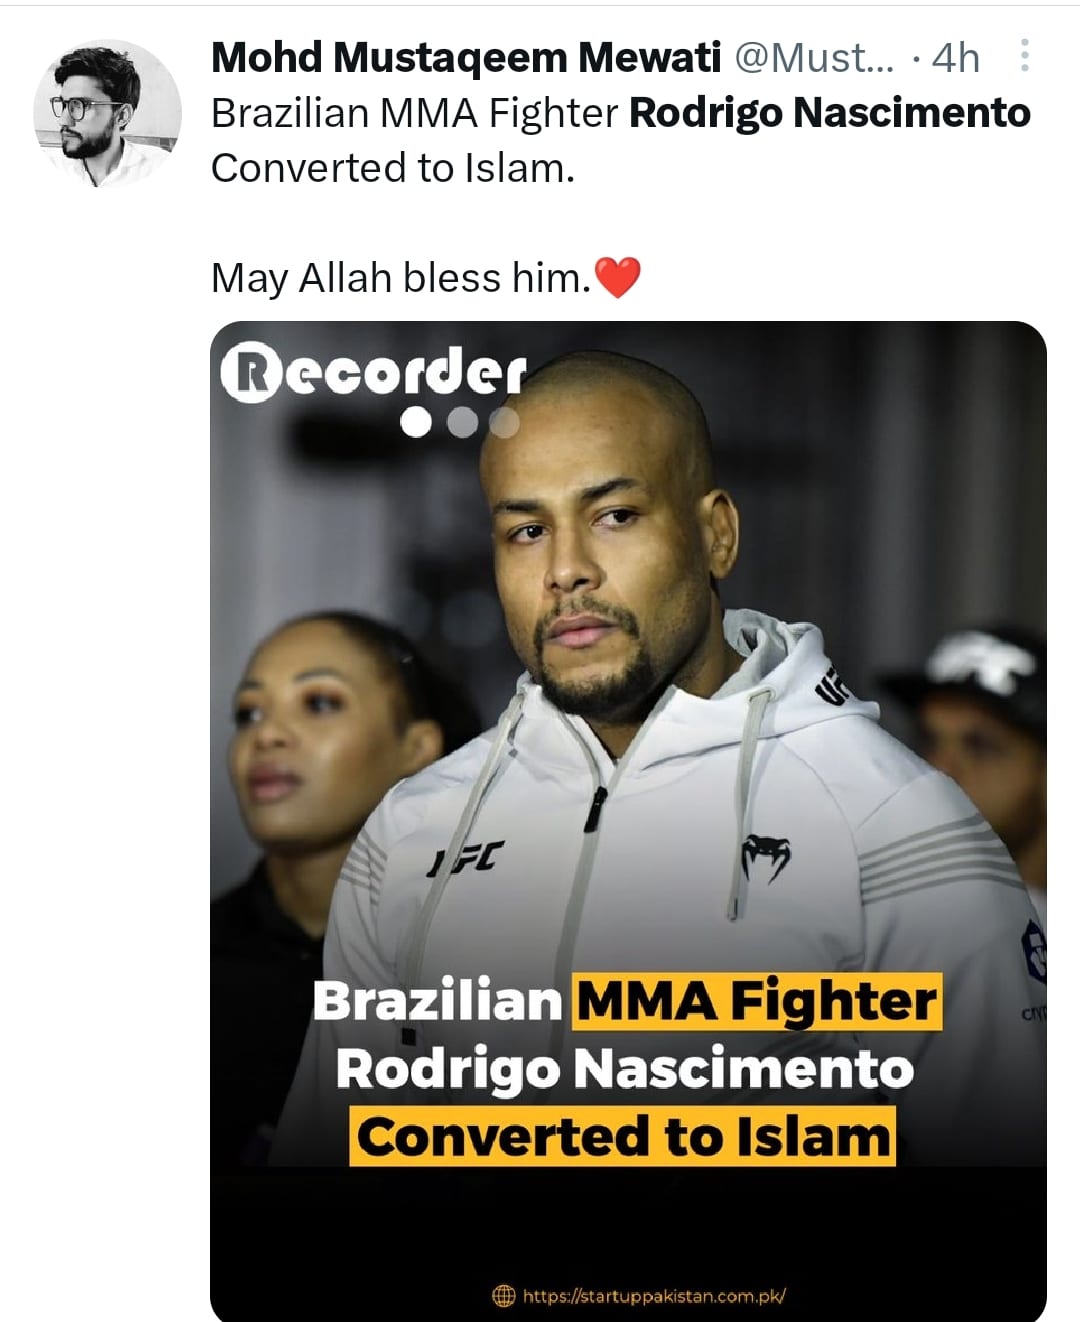 Mohd Mustaqeem Mewati @Must... · 4h
Brazilian MMA Fighter Rodrigo Nascimento
Converted to Islam.
May Allah bless him.❤️
Recorder
UFC
UFC
Brazilian MMA Fighter
Rodrigo Nascimento
Converted to Islam
https://startuppakistan.com.pk/